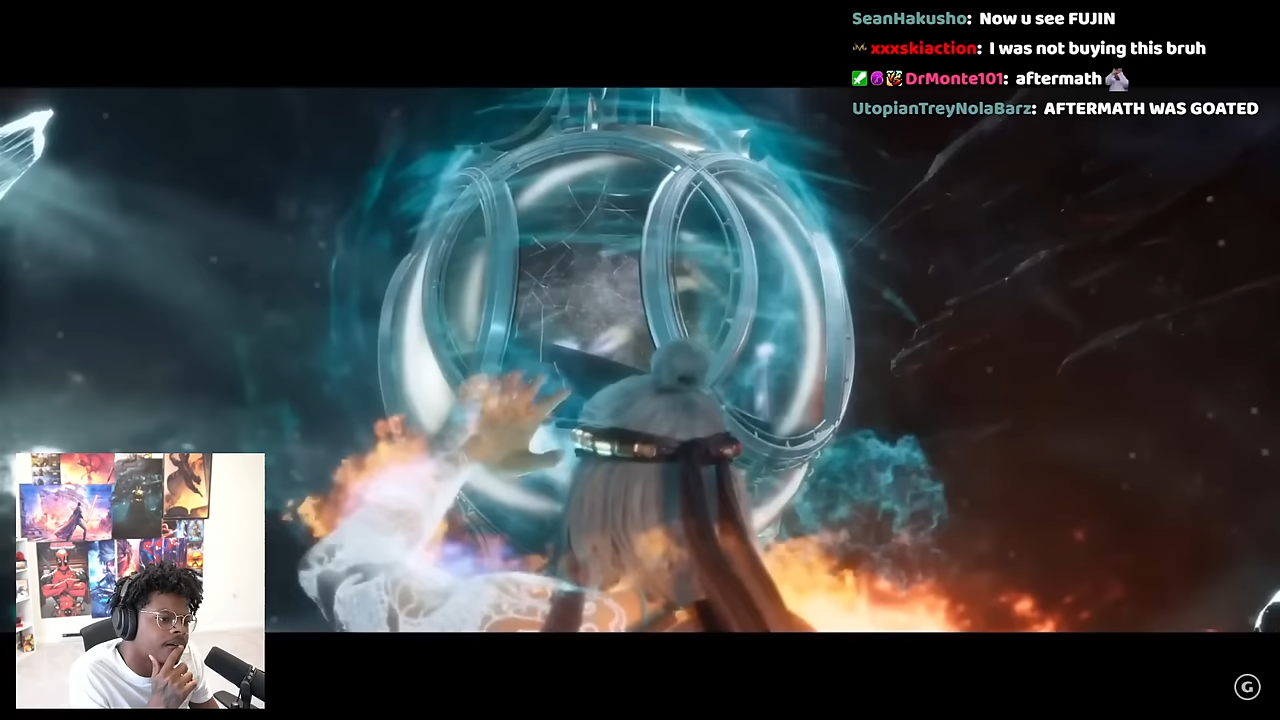 SeanHakusho: Now u see FUJIN
xxxskiaction: I was not buying this bruh
DrMonte101: aftermath
UtopianTreyNolaBarz: AFTERMATH WAS GOATED
G